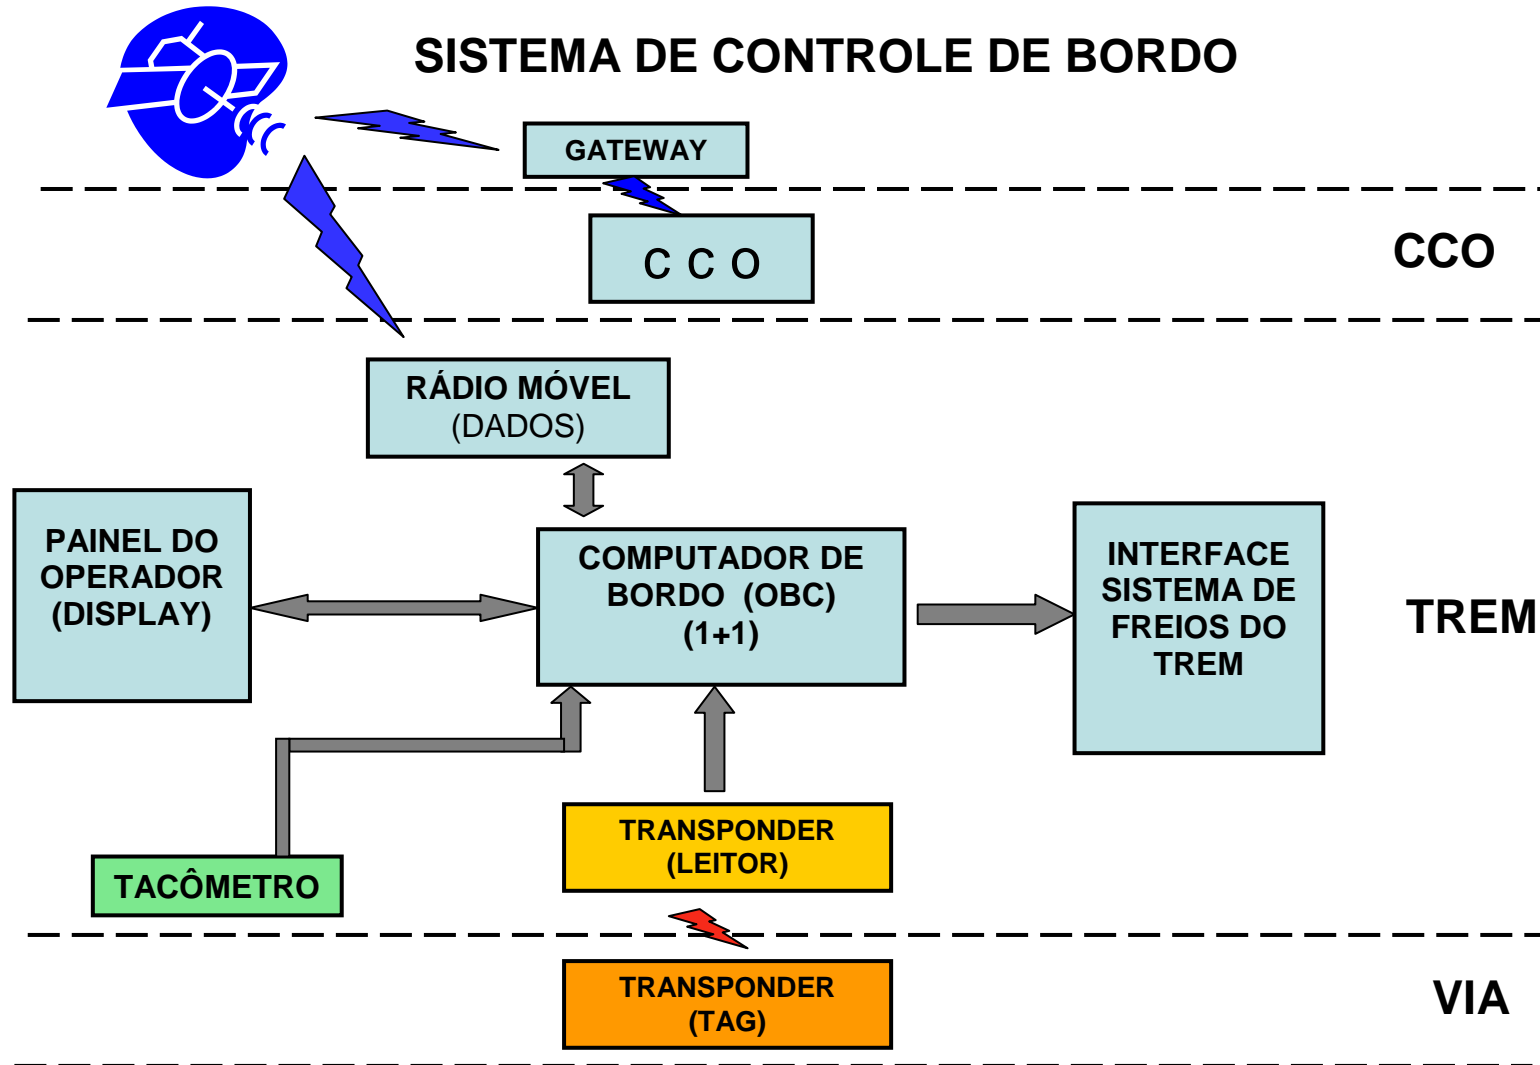 SISTEMA DE CONTROLE DE BORDO
GATEWAY
C C O
CCO
RÁDIO MÓVEL
(DADOS)
PAINEL DO
OPERADOR
(DISPLAY)
COMPUTADOR DE
BORDO (OBC)
(1+1)
INTERFACE
SISTEMA DE
FREIOS DO
TREM
TREM
TACÔMETRO
TRANSPONDER
(LEITOR)
TRANSPONDER
(TAG)
VIA